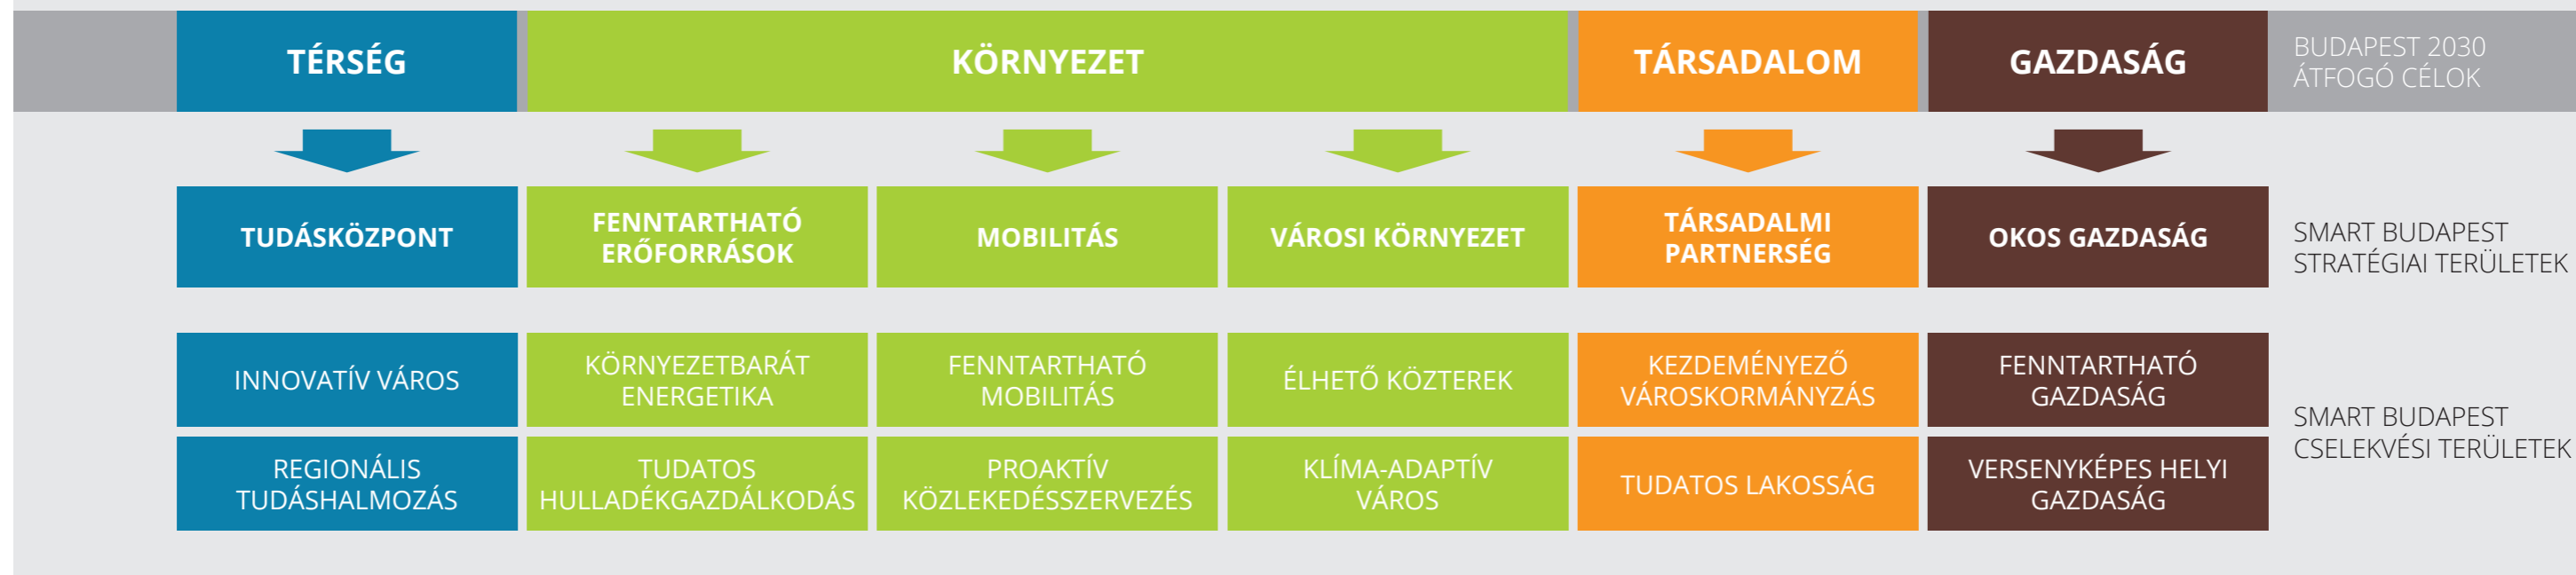 TÉRSÉG
KÖRNYEZET
TÁRSADALOM
GAZDASÁG
BUDAPEST 2030
ÁTFOGÓ CÉLOK
TUDÁSKÖZPONT
FENNTARTHATÓ
ERŐFORRÁSOK
MOBILITÁS
VÁROSI KÖRNYEZET
TÁRSADALMI
PARTNERSÉG
OKOS GAZDASÁG
SMART BUDAPEST
STRATÉGIAI TERÜLETEK
INNOVATÍV VÁROS
KÖRNYEZETBARÁT
ENERGETIKA
FENNTARTHATÓ
MOBILITÁS
ÉLHETŐ KÖZTEREK
KEZDEMÉNYEZŐ
VÁROSKORMÁNYZÁS
FENNTARTHATÓ
GAZDASÁG
SMART BUDAPEST
CSELEKVÉSI TERÜLETEK
REGIONÁLIS
TUDÁSHALMOZÁS
TUDATOS
HULLADÉKGAZDÁLKODÁS
PROAKTÍV
KÖZLEKEDÉSSZERVEZÉS
KLÍMA-ADAPTÍV
VÁROS
TUDATOS LAKOSSÁG
VERSENYKÉPES HELYI
GAZDASÁG